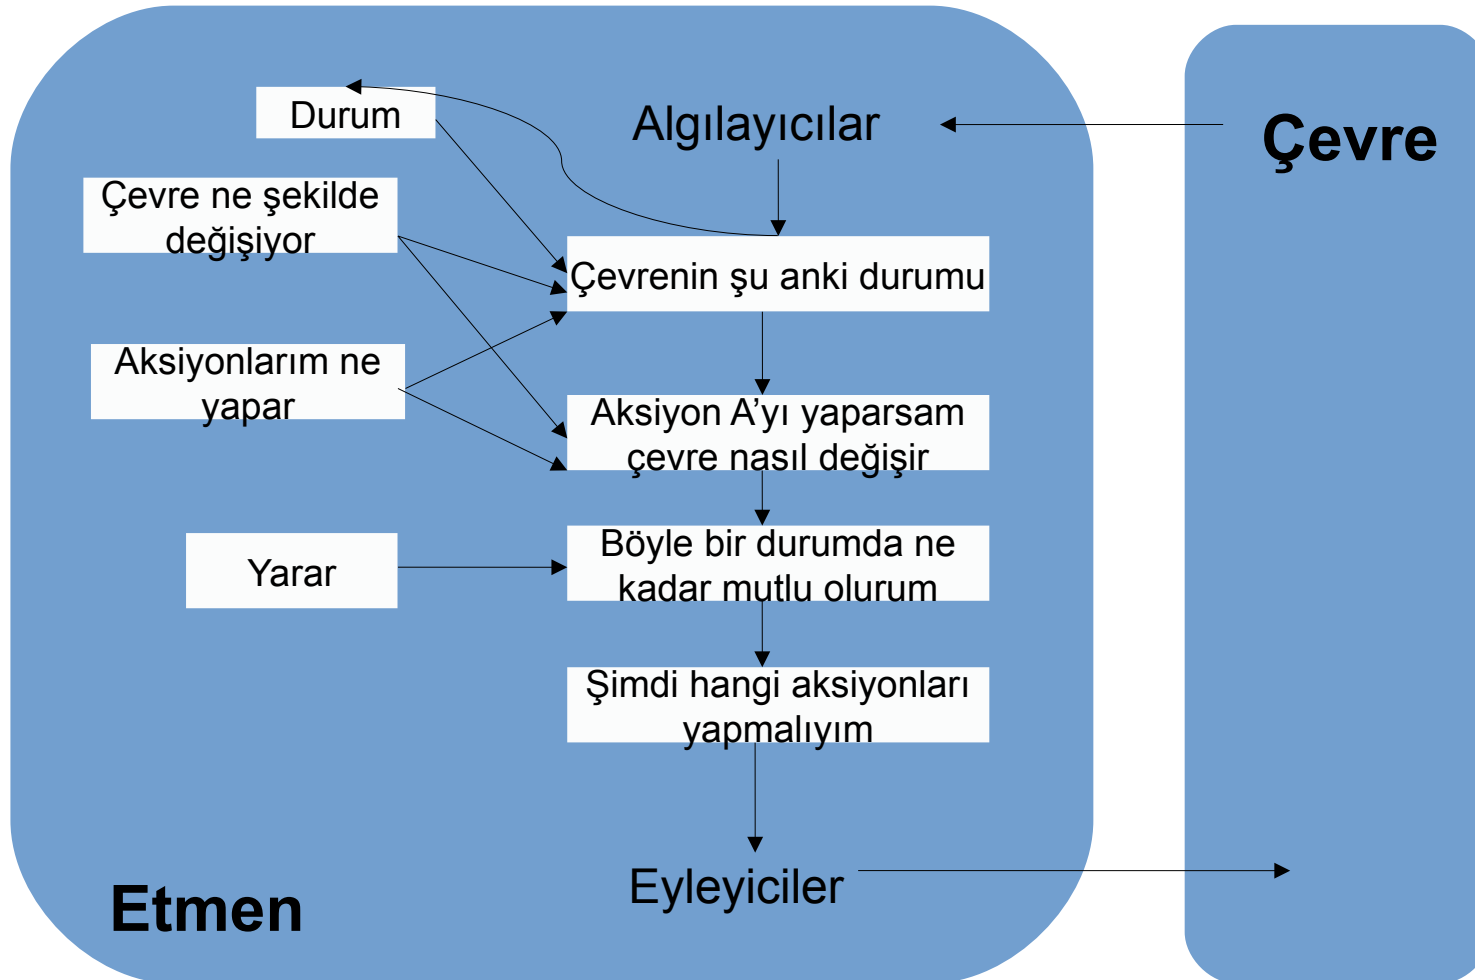 Durum
Algılayıcılar
Çevre
Çevre ne şekilde
değişiyor
Çevrenin şu anki durumu
Aksiyonlarım ne
yapar
Aksiyon A’yı yaparsam
çevre nasıl değişir
Yarar
Böyle bir durumda ne
kadar mutlu olurum
Şimdi hangi aksiyonları
yapmalıyım
Eyleyiciler
Etmen